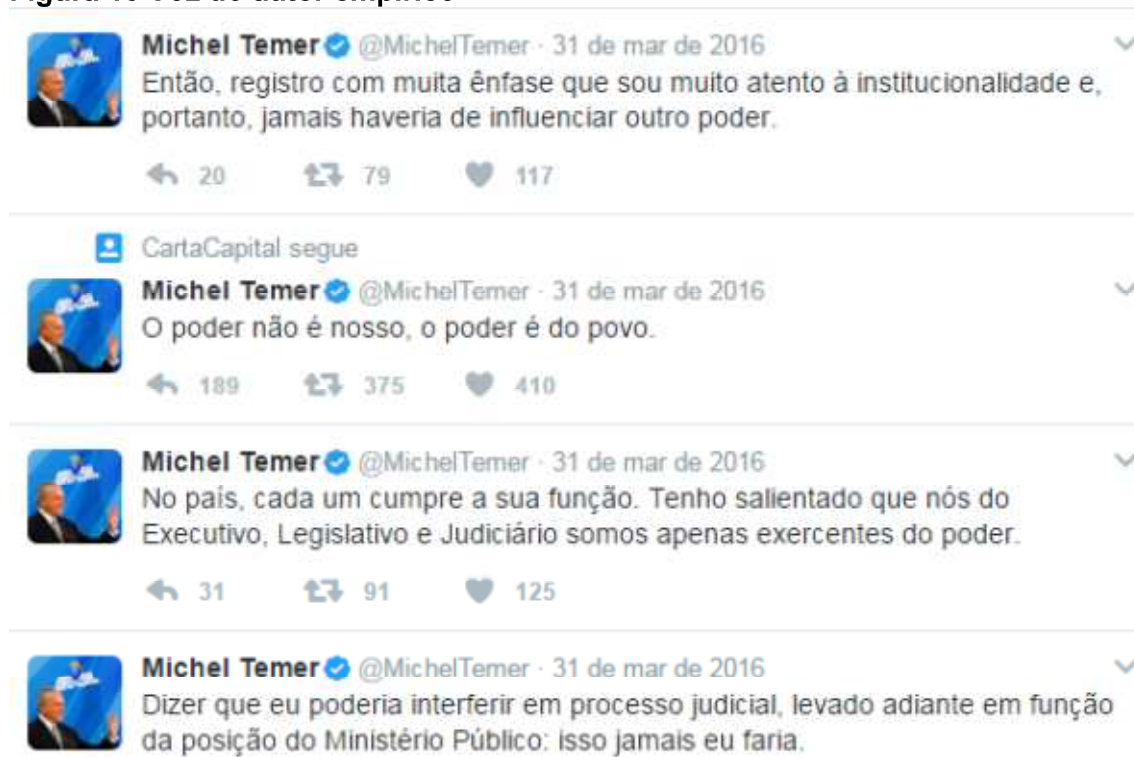 Michel Temer @MichelTemer · 31 de mar de 2016
Então, registro com muita ênfase que sou muito atento à institucionalidade e,
portanto, jamais haveria de influenciar outro poder.
20 79 117
CartaCapital segue
Michel Temer @MichelTemer · 31 de mar de 2016
O poder não é nosso, o poder é do povo.
189 375 410
Michel Temer @MichelTemer · 31 de mar de 2016
No país, cada um cumpre a sua função. Tenho salientado que nós do
Executivo, Legislativo e Judiciário somos apenas exercentes do poder.
31 91 125
Michel Temer @MichelTemer · 31 de mar de 2016
Dizer que eu poderia interferir em processo judicial, levado adiante em função
da posição do Ministério Público: isso jamais eu faria.